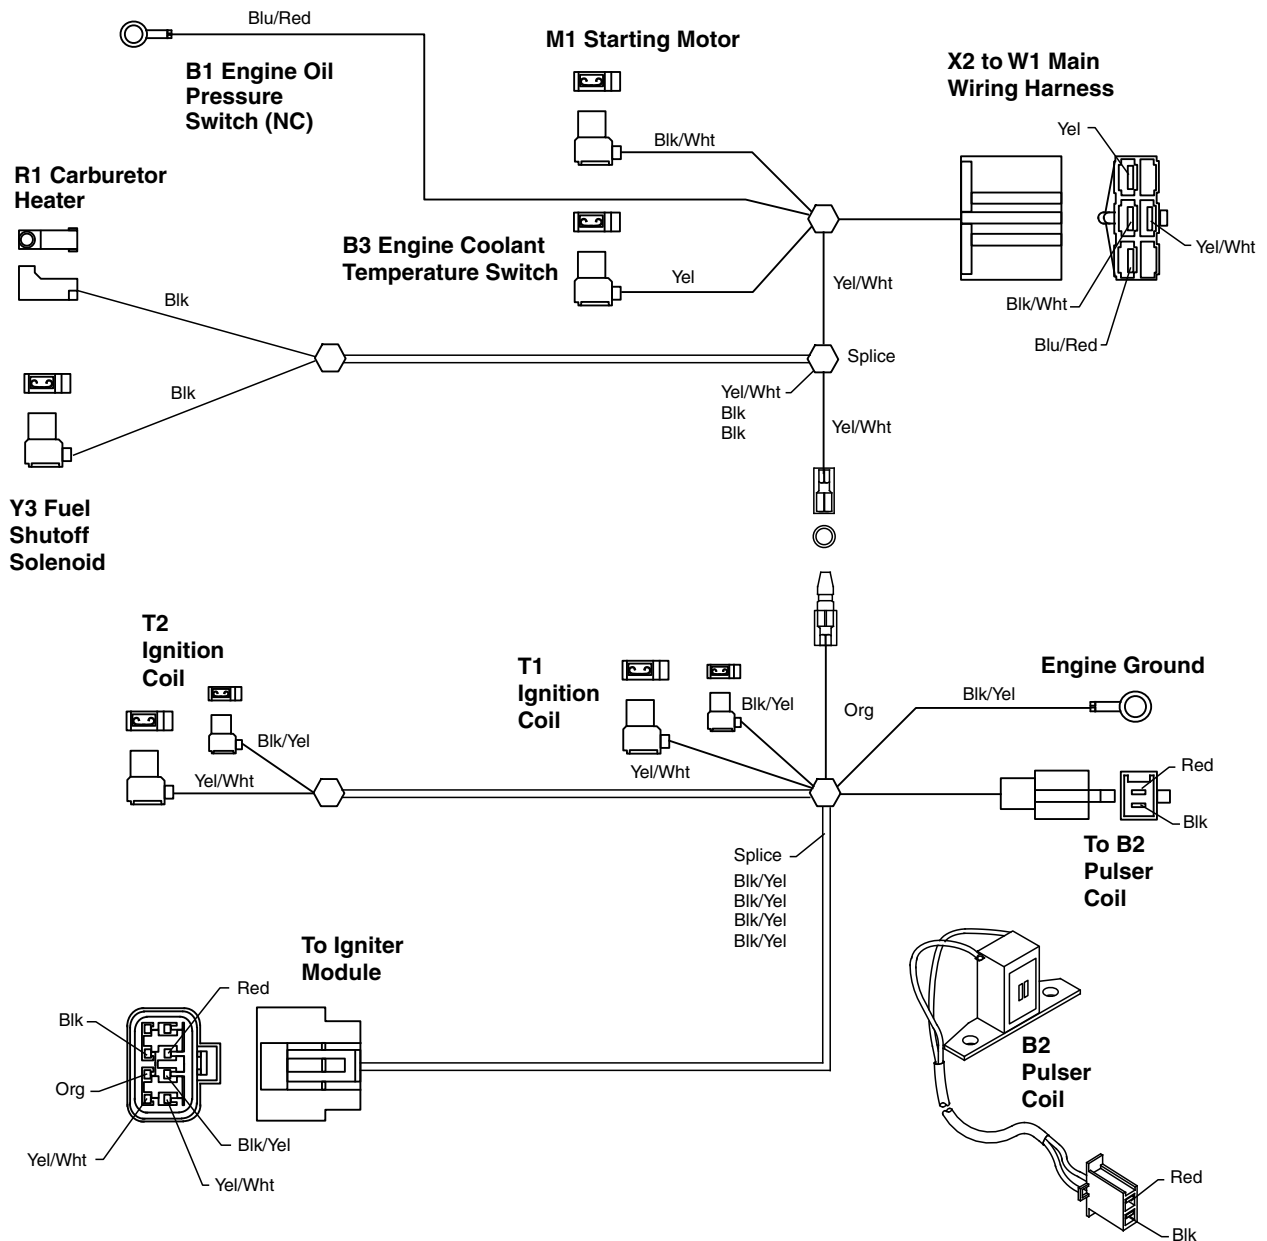 Blu/Red
M1 Starting Motor
B1 Engine Oil
Pressure
Switch (NC)
X2 to W1 Main
Wiring Harness
Yel
Blk/Wht
R1 Carburetor
Heater
B3 Engine Coolant
Temperature Switch
Yel
Yel/Wht
Yel/Wht
Blk/Wht
Blu/Red
Blk
Splice
Blk
Yel/Wht
Blk
Blk
Yel/Wht
Y3 Fuel
Shutoff
Solenoid
T2
Ignition
Coil
T1
Ignition
Coil
Engine Ground
Blk/Yel
Blk/Yel
Org
Blk/Yel
Yel/Wht
Yel/Wht
Red
Blk
To B2
Pulser
Coil
Splice
Blk/Yel
Blk/Yel
Blk/Yel
Blk/Yel
To Igniter
Module
Red
Blk
Org
Blk/Yel
Yel/Wht
Yel/Wht
B2
Pulser
Coil
Red
Blk